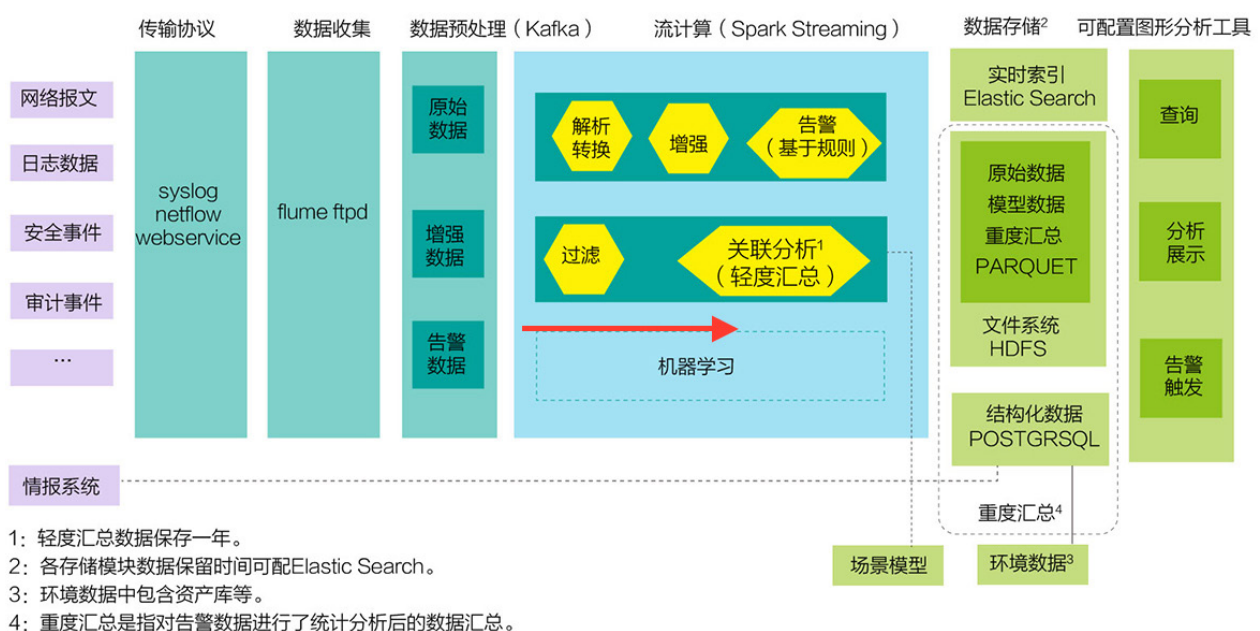 传输协议
数据收集
数据预处理（Kafka）
流计算（Spark Streaming）
数据存储²
可配置图形分析工具
网络报文
日志数据
安全事件
审计事件
…
情报系统
syslog
netflow
webservice
flume ftpd
原始
数据
增强
数据
告警
数据
解析
转换
增强
告警
（基于规则）
过滤
关联分析¹
（轻度汇总）
机器学习
实时索引
Elastic Search
原始数据
模型数据
重度汇总
PARQUET
文件系统
HDFS
结构化数据
POSTGRSQL
重度汇总⁴
场景模型
环境数据³
查询
分析
展示
告警
触发
1：轻度汇总数据保存一年。
2：各存储模块数据保留时间可配Elastic Search。
3：环境数据中包含资产库等。
4：重度汇总是指对告警数据进行了统计分析后的数据汇总。